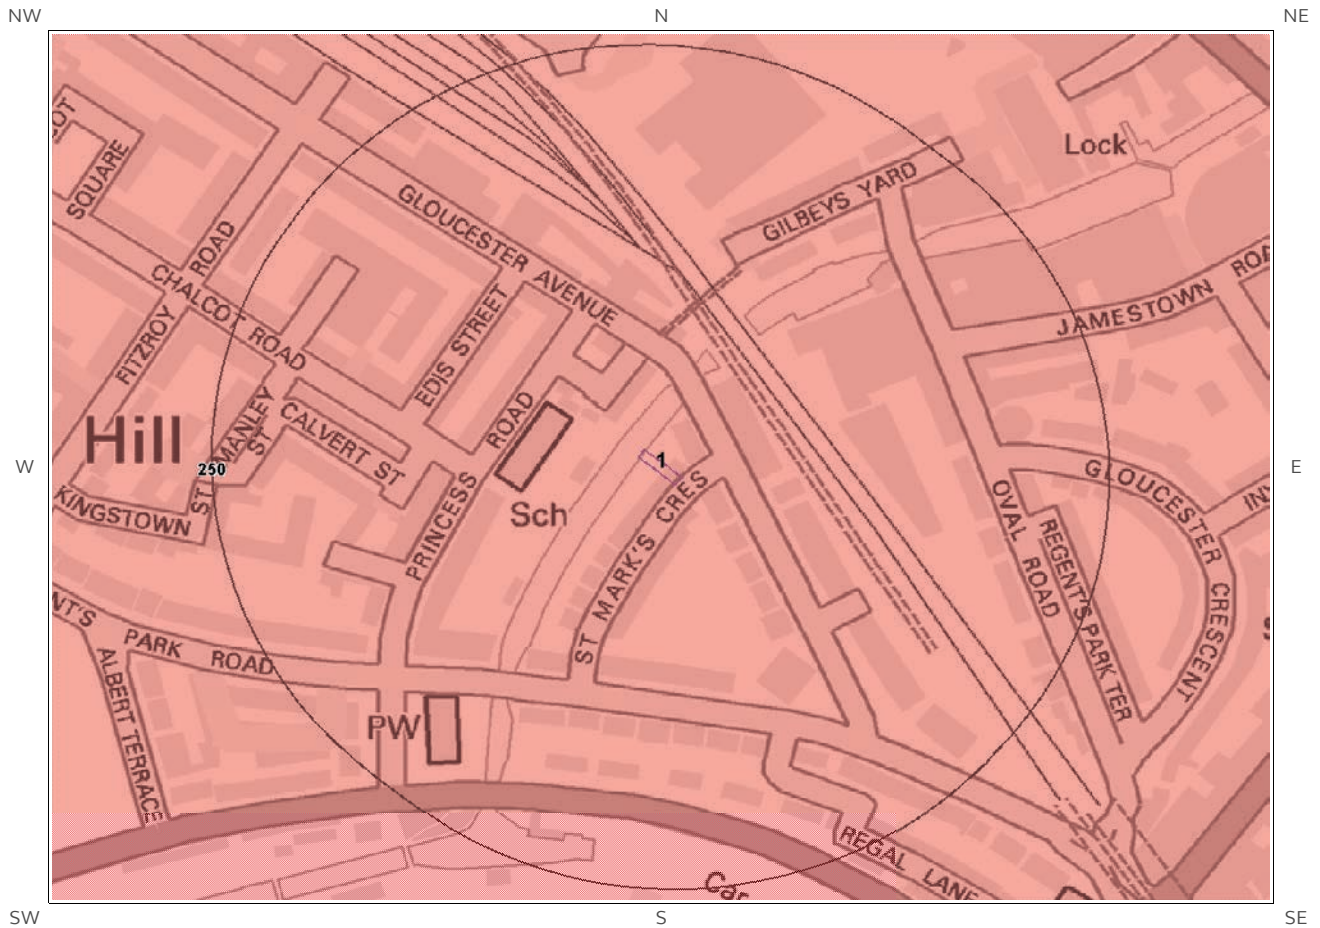 NW
N
NE
SQUARE
Lock
GILBEYS YARD
GLOUCESTER AVENUE
ROAD
CHALCOT ROAD
FITZROY
JAMESTOWN ROA
EDIS STREET
Hill
MANLEY
ST
CALVERT ST
250
ST
W
1
E
PRINCESS ROAD
Sch
KINGSTOWN
ST MARK'S CRES
OVAL ROAD
GLOUCESTER CRESCENT
INV
REGENT'S PARK TER
NT'S PARK ROAD
ALBERT TERRACE
PW
REGAL LANE
Car
SW
S
SE